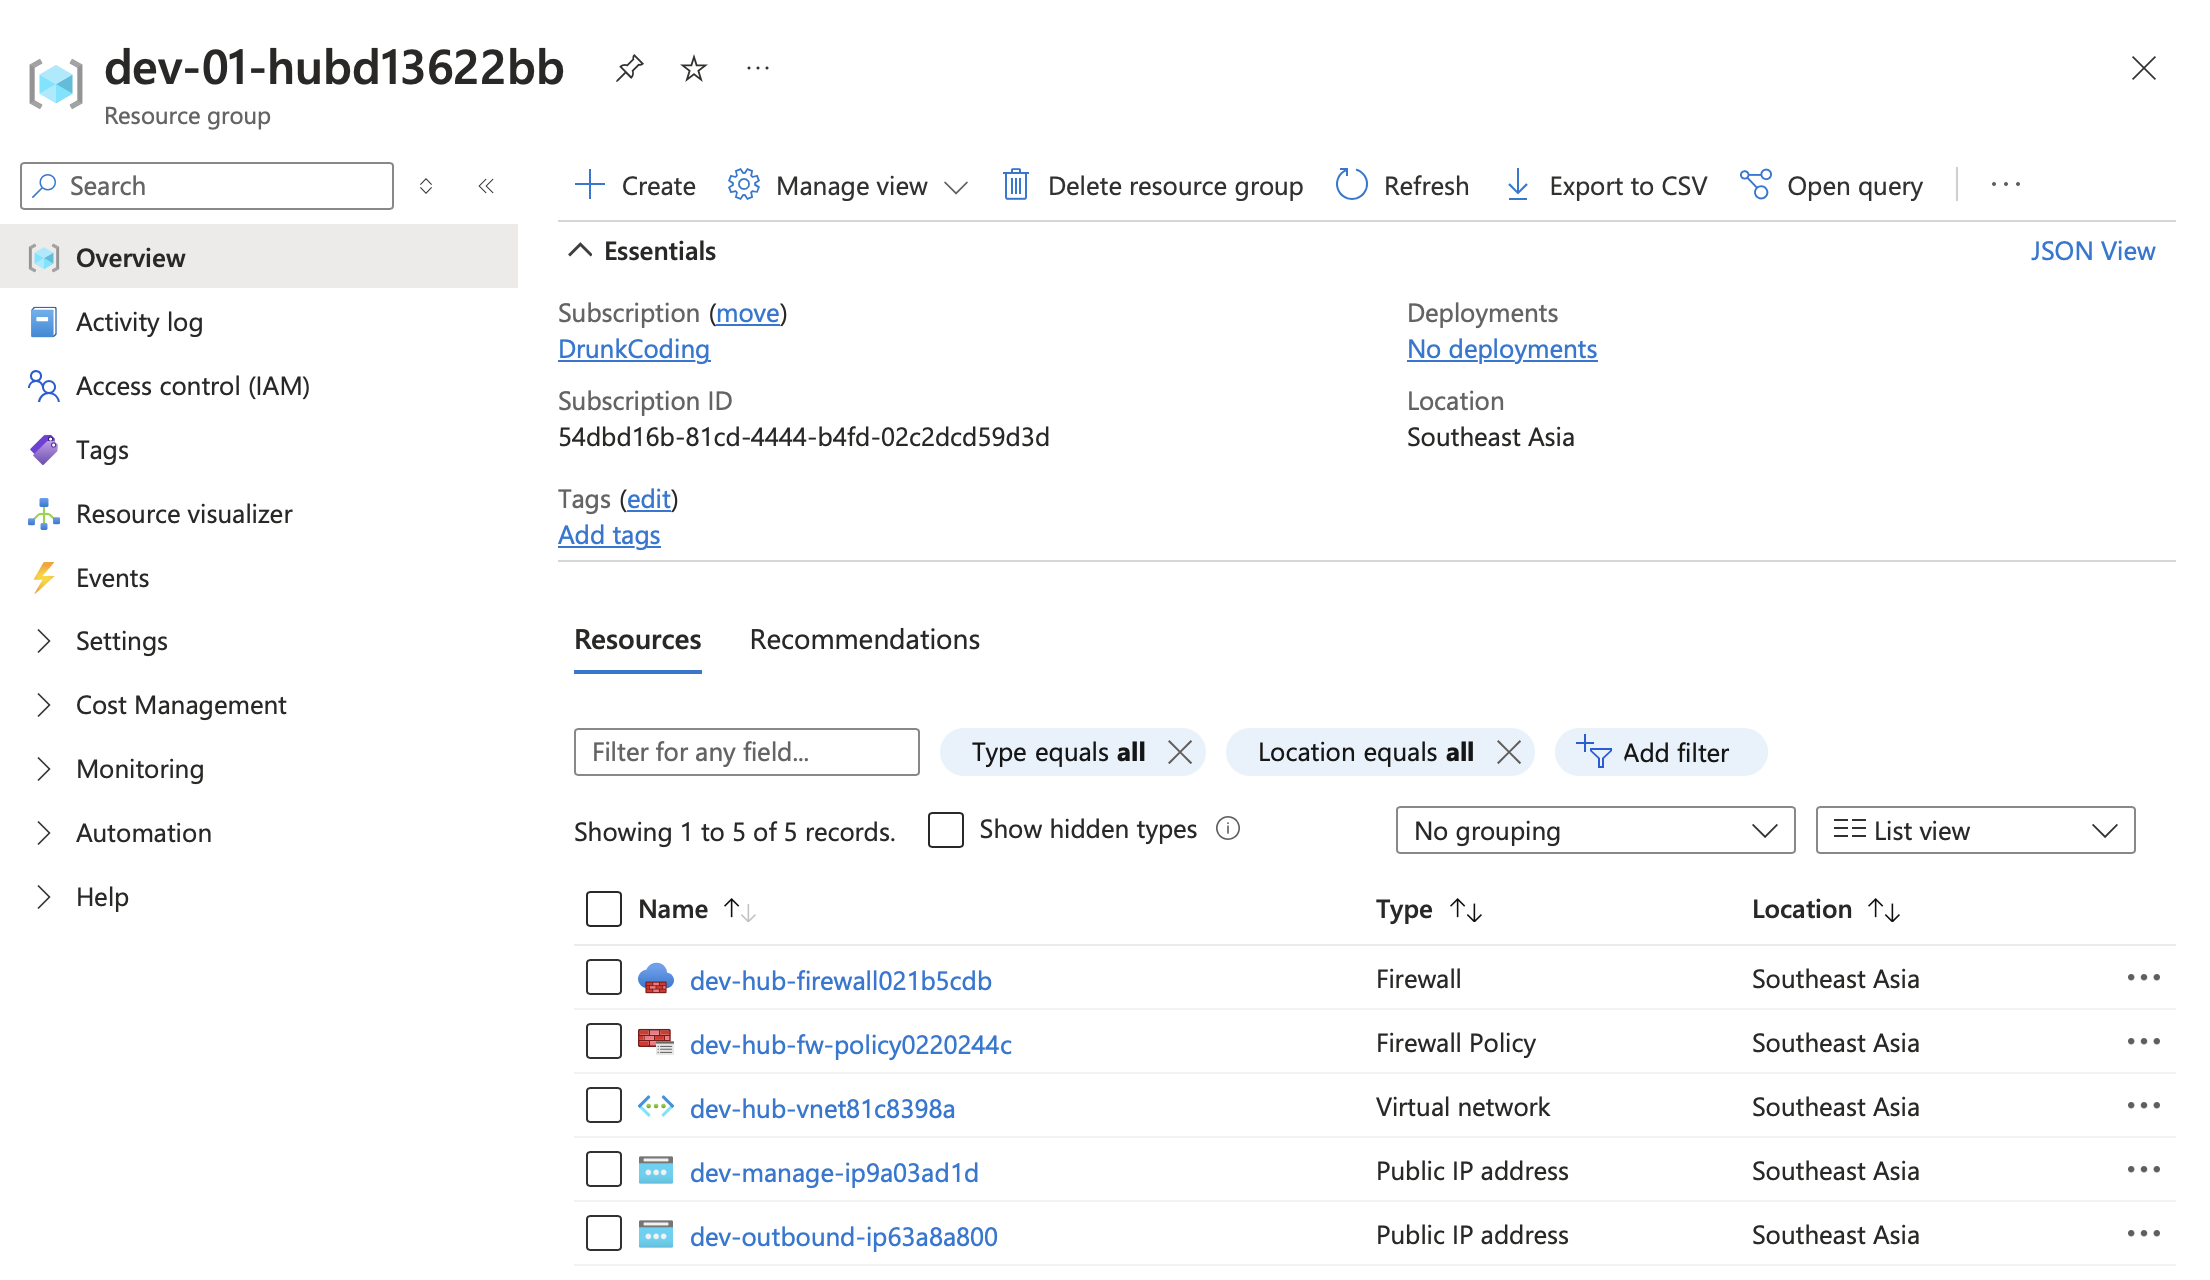 dev-01-hubd13622bb
Resource group
Search
Overview
Activity log
Access control (IAM)
Tags
Resource visualizer
Events
Settings
Cost Management
Monitoring
Automation
Help
Create Manage view Delete resource group Refresh Export to CSV Open query
Essentials JSON View
Subscription (move)
DrunkCoding
Subscription ID
54dbd16b-81cd-4444-b4fd-02c2dcd59d3d
Deployments
No deployments
Location
Southeast Asia
Tags (edit)
Add tags
Resources Recommendations
Filter for any field... Type equals all Location equals all Add filter
Showing 1 to 5 of 5 records. Show hidden types No grouping List view
Name Type Location
dev-hub-firewall021b5cdb Firewall Southeast Asia
dev-hub-fw-policy0220244c Firewall Policy Southeast Asia
dev-hub-vnet81c8398a Virtual network Southeast Asia
dev-manage-ip9a03ad1d Public IP address Southeast Asia
dev-outbound-ip63a8a800 Public IP address Southeast Asia